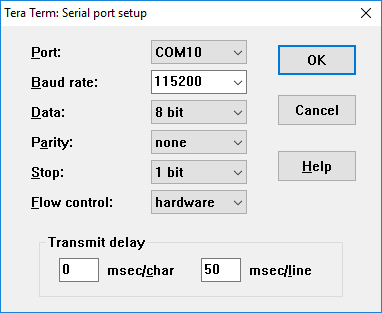 Tera Term: Serial port setup
Port: COM10
OK
Baud rate: 115200
Data: 8 bit
Cancel
Parity: none
Stop: 1 bit
Help
Flow control: hardware
Transmit delay
0 msec/char 50 msec/line